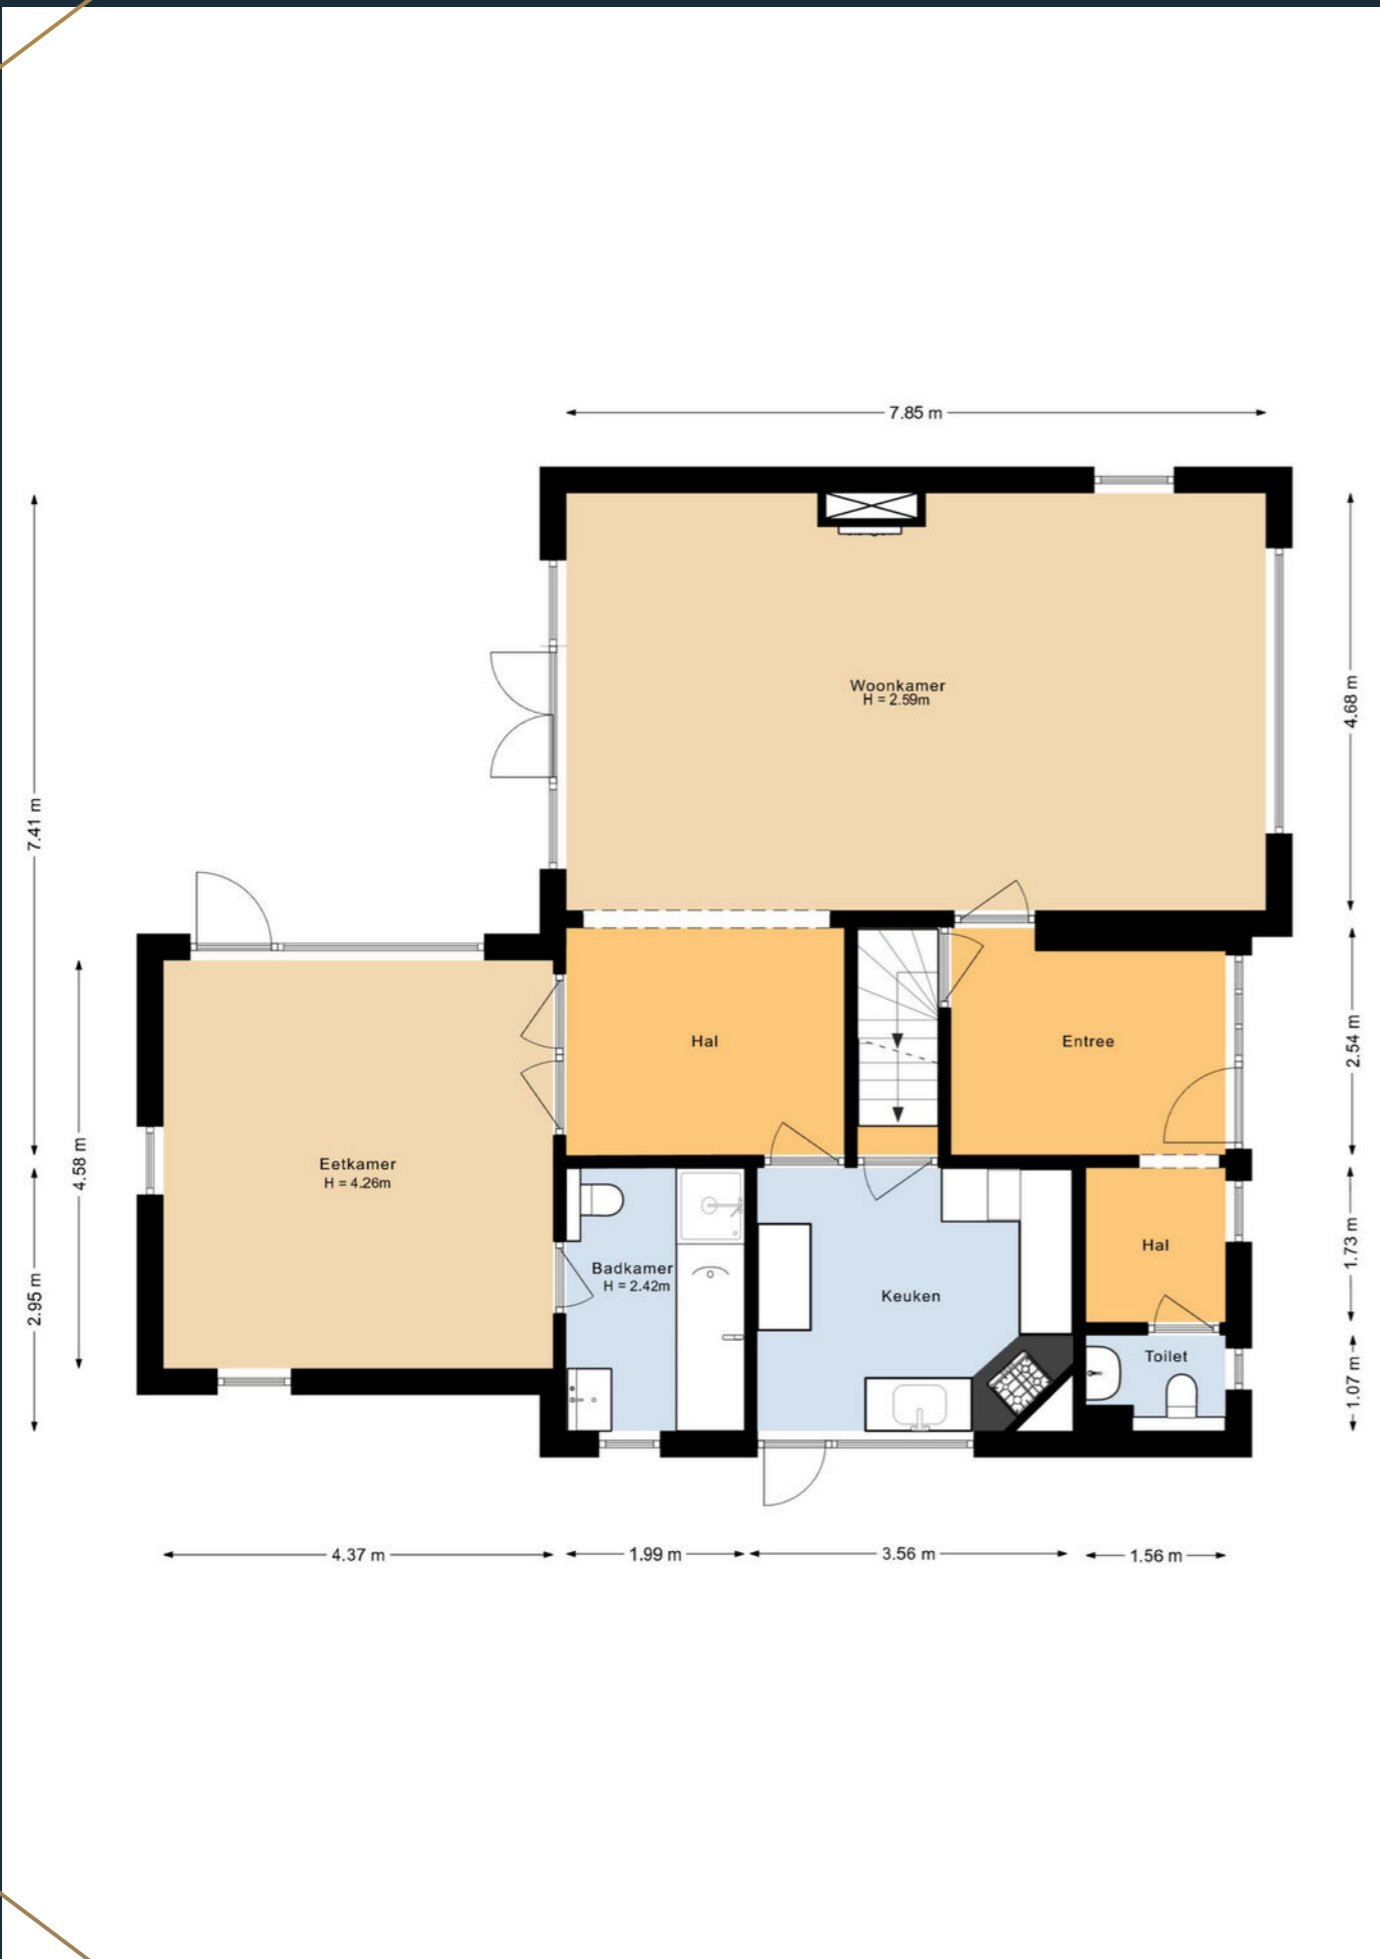 7.85 m
Woonkamer
H = 2.59m
4.68 m
7.41 m
Hal
Entree
2.54 m
Eetkamer
H = 4.26m
4.58 m
Badkamer
H = 2.42m
Keuken
Hal
1.73 m
2.95 m
Toilet
1.07 m
4.37 m
1.99 m
3.56 m
1.56 m